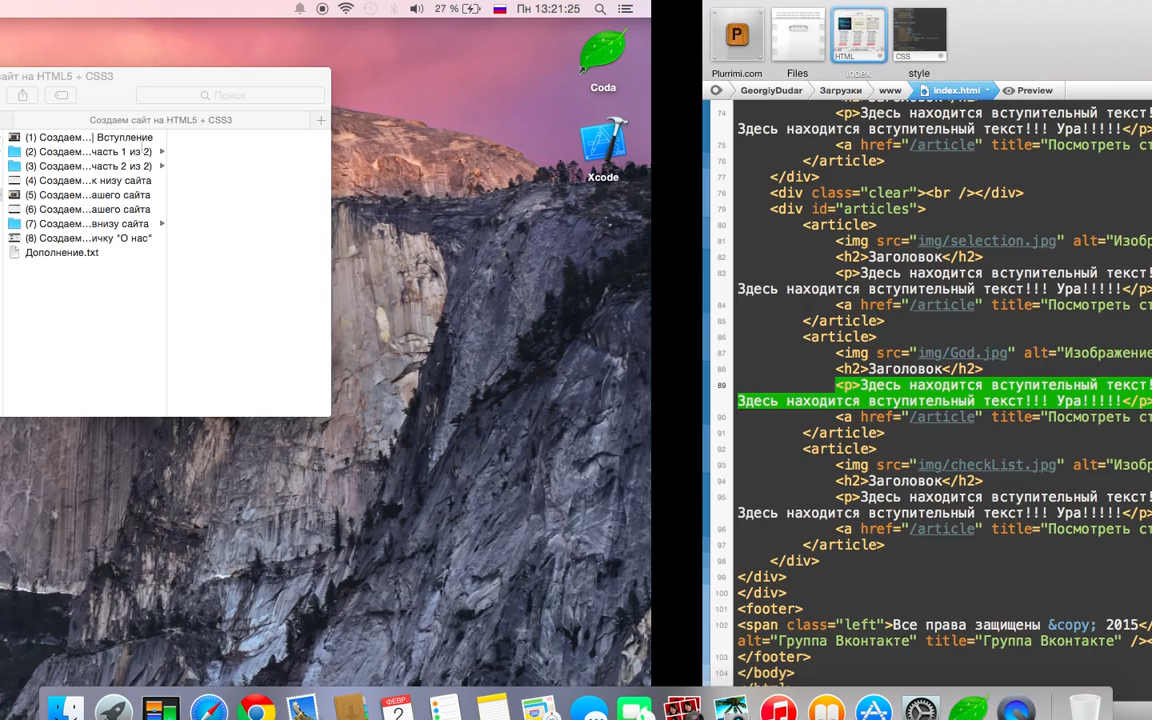 27 %
Пн 13:21:25
Coda
Xcode
сайт на HTML5 + CSS3
Поиск
Создаем сайт на HTML5 + CSS3
(1) Создаем...| Вступление
(2) Создаем...часть 1 из 2)
(3) Создаем...часть 2 из 2)
(4) Создаем...к низу сайта
(5) Создаем...ашего сайта
(6) Создаем...ашего сайта
(7) Создаем...внизу сайта
(8) Создаем...ичку "О нас"
Дополнение.txt
ФЕВР.
2
P
HTML
CSS
Plurrimi.com
Files
index
style
GeorgiyDudar
Загрузки
www
index.html
Preview
74 <p>Здесь находится вступительный текст!
Здесь находится вступительный текст!!! Ура!!!!!</p>
75 <a href="/article" title="Посмотреть ст
76 </article>
77 </div>
78 <div class="clear"><br /></div>
79 <div id="articles">
80 <article>
81 <img src="img/selection.jpg" alt="Изобр
82 <h2>Заголовок</h2>
83 <p>Здесь находится вступительный текст!
Здесь находится вступительный текст!!! Ура!!!!!</p>
84 <a href="/article" title="Посмотреть ст
85 </article>
86 <article>
87 <img src="img/God.jpg" alt="Изображение
88 <h2>Заголовок</h2>
89 <p>Здесь находится вступительный текст!
Здесь находится вступительный текст!!! Ура!!!!!</p>
90 <a href="/article" title="Посмотреть ст
91 </article>
92 <article>
93 <img src="img/checkList.jpg" alt="Изобр
94 <h2>Заголовок</h2>
95 <p>Здесь находится вступительный текст!
Здесь находится вступительный текст!!! Ура!!!!!</p>
96 <a href="/article" title="Посмотреть ст
97 </article>
98 </div>
99 </div>
100 </div>
101 <footer>
102 <span class="left">Все права защищены &copy; 2015</
alt="Группа Вконтакте" title="Группа Вконтакте" /><
103 </footer>
104 </body>